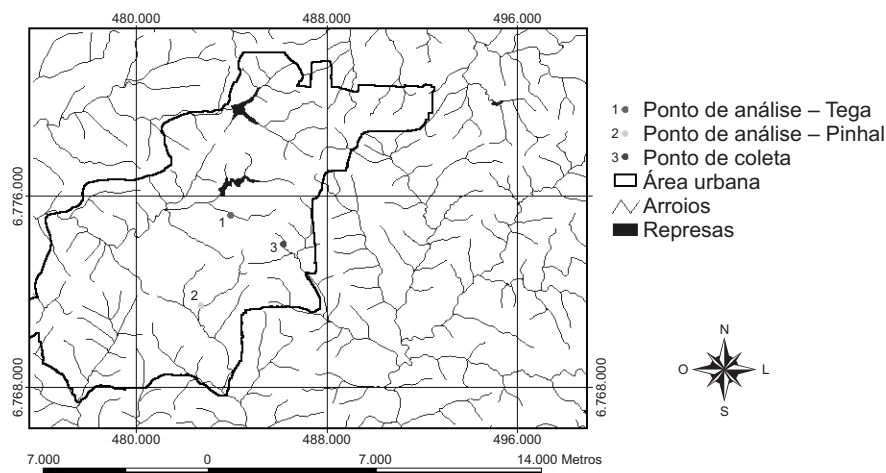 480.000 488.000 496.000
6.776.000
6.768.000
1
3
2
6.768.000
480.000 488.000 496.000
7.000 0 7.000 14.000 Metros
1 Ponto de análise – Tega
2 Ponto de análise – Pinhal
3 Ponto de coleta
Área urbana
Arroios
Represas
N
O L
S